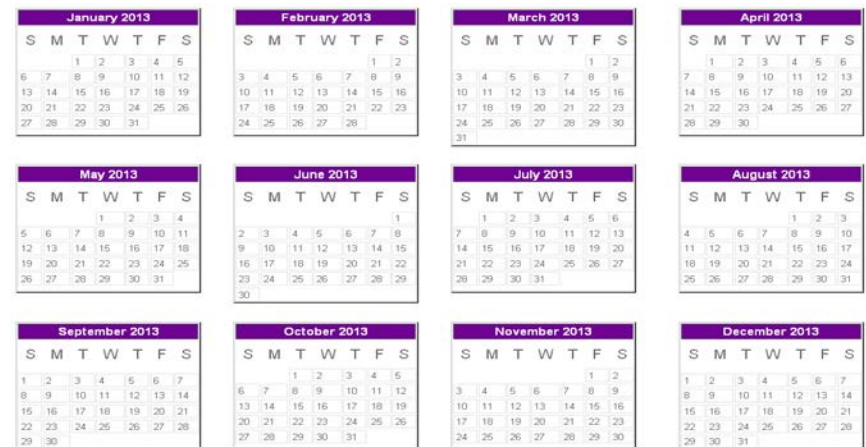 January 2013
S M T W T F S
1 2 3 4 5
6 7 8 9 10 11 12
13 14 15 16 17 18 19
20 21 22 23 24 25 26
27 28 29 30 31
February 2013
S M T W T F S
1 2
3 4 5 6 7 8 9
10 11 12 13 14 15 16
17 18 19 20 21 22 23
24 25 26 27 28
March 2013
S M T W T F S
1 2
3 4 5 6 7 8 9
10 11 12 13 14 15 16
17 18 19 20 21 22 23
24 25 26 27 28 29 30
31
April 2013
S M T W T F S
1 2 3 4 5 6
7 8 9 10 11 12 13
14 15 16 17 18 19 20
21 22 23 24 25 26 27
28 29 30
May 2013
S M T W T F S
1 2 3 4
5 6 7 8 9 10 11
12 13 14 15 16 17 18
19 20 21 22 23 24 25
26 27 28 29 30 31
June 2013
S M T W T F S
1
2 3 4 5 6 7 8
9 10 11 12 13 14 15
16 17 18 19 20 21 22
23 24 25 26 27 28 29
30
July 2013
S M T W T F S
1 2 3 4 5 6
7 8 9 10 11 12 13
14 15 16 17 18 19 20
21 22 23 24 25 26 27
28 29 30 31
August 2013
S M T W T F S
1 2 3
4 5 6 7 8 9 10
11 12 13 14 15 16 17
18 19 20 21 22 23 24
25 26 27 28 29 30 31
September 2013
S M T W T F S
1 2 3 4 5 6 7
8 9 10 11 12 13 14
15 16 17 18 19 20 21
22 23 24 25 26 27 28
29 30
October 2013
S M T W T F S
1 2 3 4 5
6 7 8 9 10 11 12
13 14 15 16 17 18 19
20 21 22 23 24 25 26
27 28 29 30 31
November 2013
S M T W T F S
1 2
3 4 5 6 7 8 9
10 11 12 13 14 15 16
17 18 19 20 21 22 23
24 25 26 27 28 29 30
December 2013
S M T W T F S
1 2 3 4 5 6 7
8 9 10 11 12 13 14
15 16 17 18 19 20 21
22 23 24 25 26 27 28
29 30 31